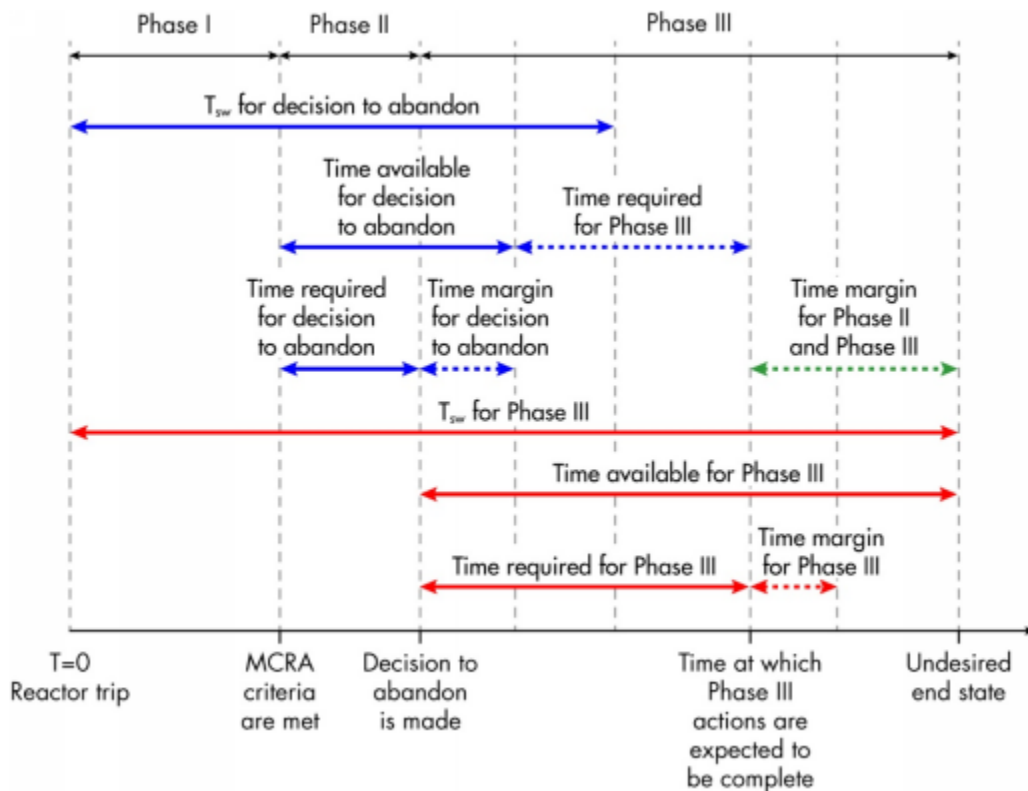 Phase I
Phase II
Phase III
Tsw for decision to abandon
Time available
for decision
to abandon
Time required
for Phase III
Time required
for decision
to abandon
Time margin
for decision
to abandon
Time margin
for Phase II
and Phase III
Tsw for Phase III
Time available for Phase III
Time required for Phase III
Time margin
for Phase III
T=0
Reactor trip
MCRA
criteria
are met
Decision to
abandon
is made
Time at which
Phase III
actions are
expected to
be complete
Undesired
end state